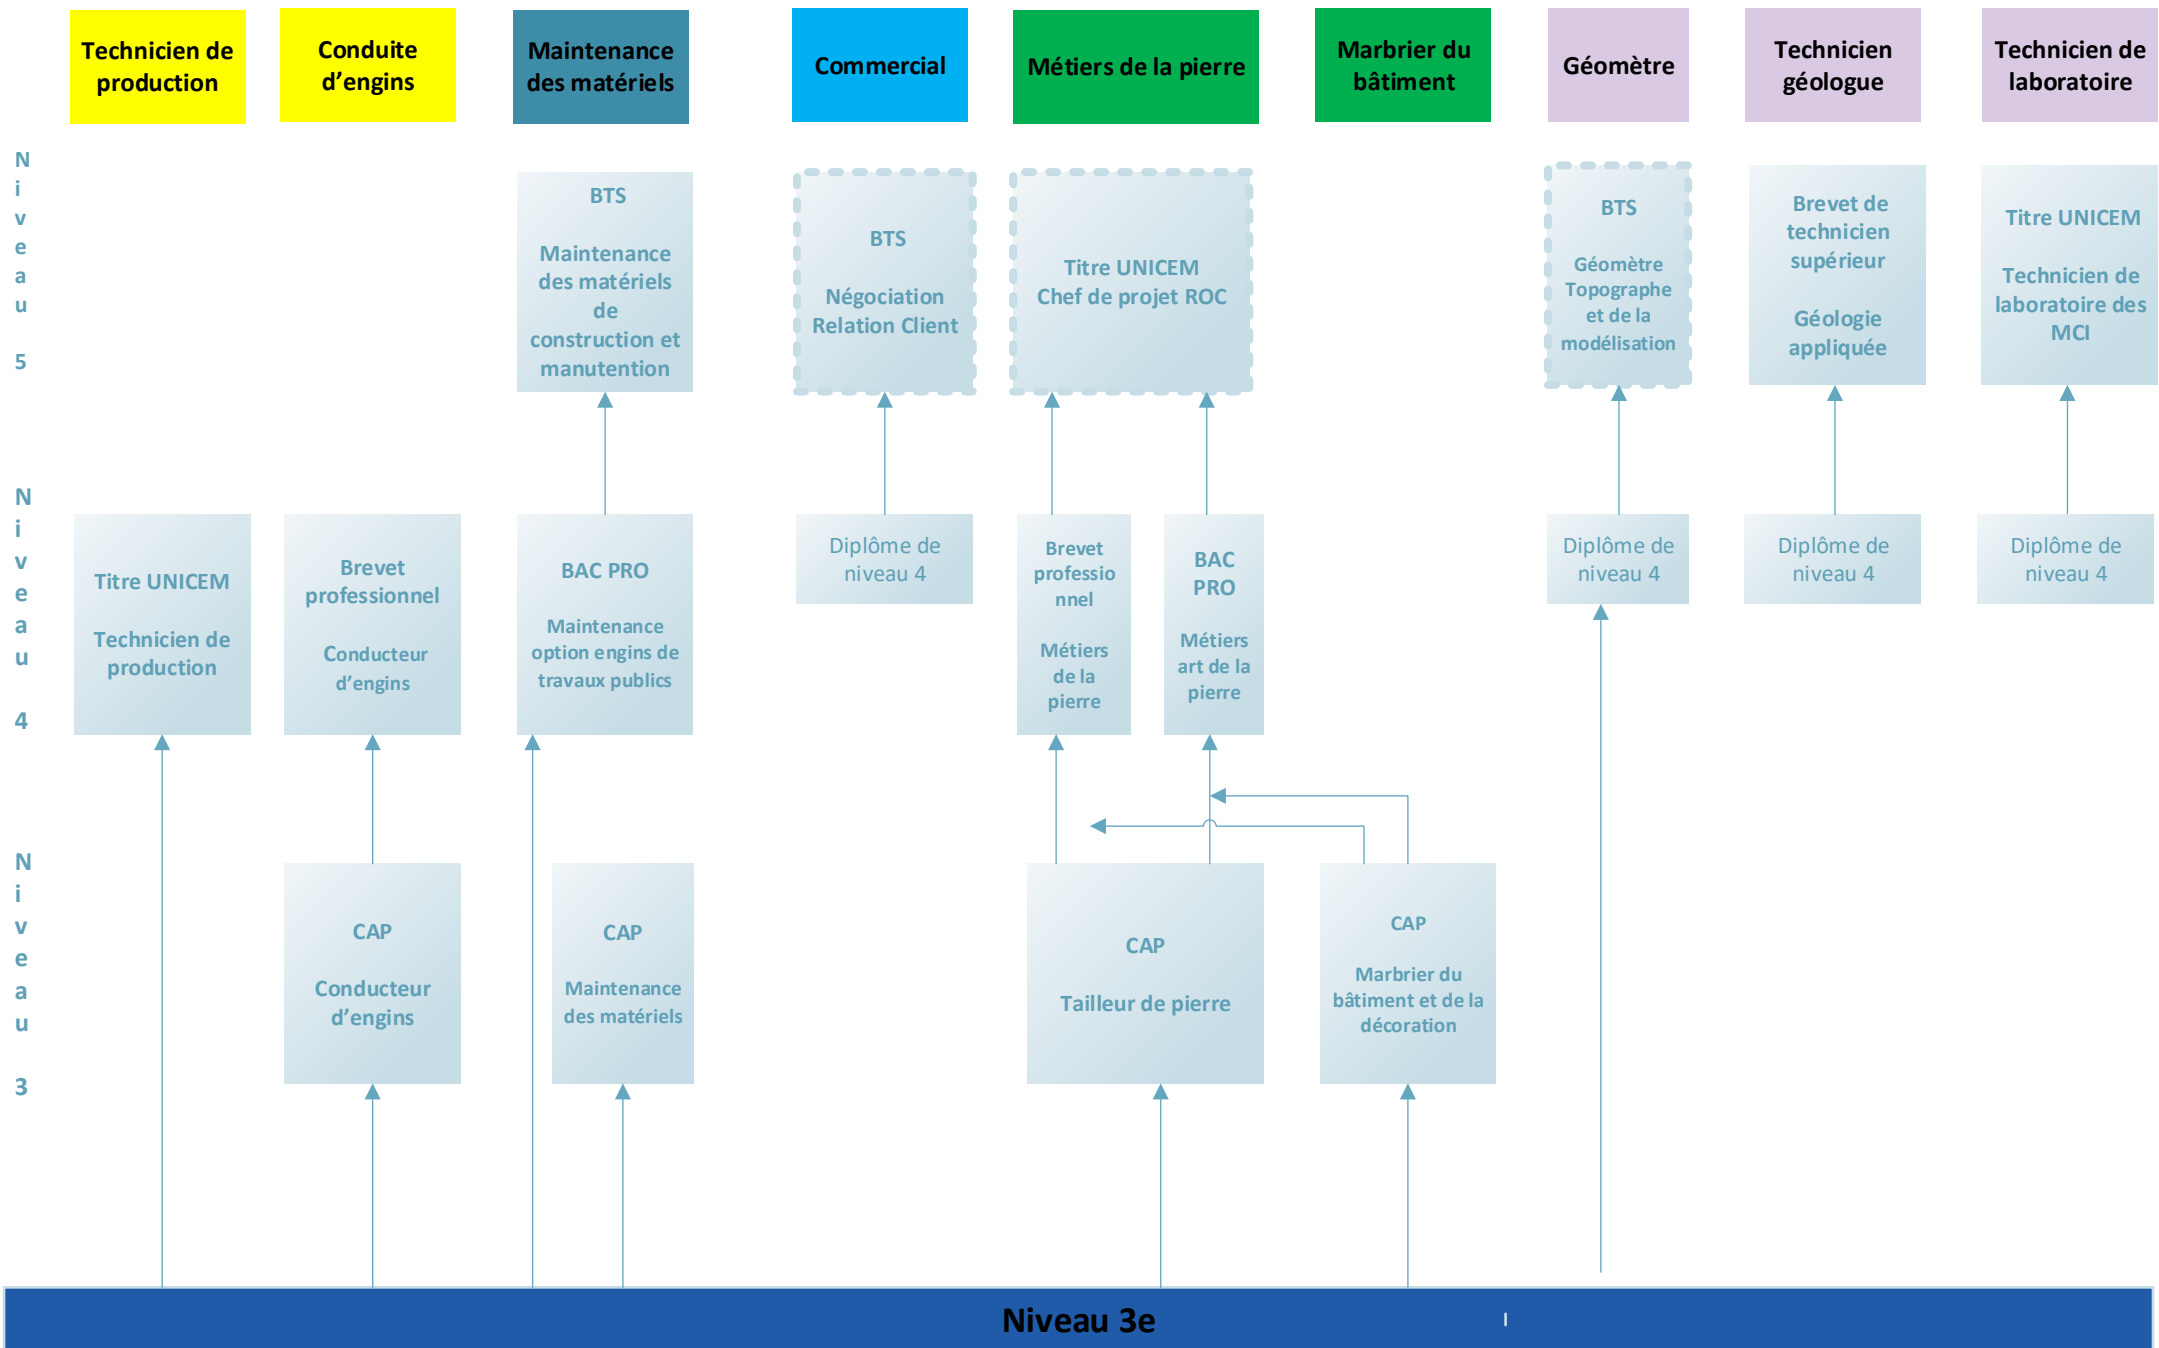 Technicien de
production
Conduite
d’engins
Maintenance
des matériels
Commercial
Métiers de la pierre
Marbrier du
bâtiment
Géomètre
Technicien
géologue
Technicien de
laboratoire
Niveau 5
BTS
Maintenance
des matériels
de
construction et
manutention
BTS
Négociation
Relation Client
Titre UNICEM
Chef de projet ROC
BTS
Géomètre
Topographe
et de la
modélisation
Brevet de
technicien
supérieur
Géologie
appliquée
Titre UNICEM
Technicien de
laboratoire des
MCI
Niveau 4
Titre UNICEM
Technicien de
production
Brevet
professionnel
Conducteur
d’engins
BAC PRO
Maintenance
option engins de
travaux publics
Diplôme de
niveau 4
Brevet
professio
nnel
Métiers
de la
pierre
BAC
PRO
Métiers
art de la
pierre
Diplôme de
niveau 4
Diplôme de
niveau 4
Diplôme de
niveau 4
Niveau 3
CAP
Conducteur
d’engins
CAP
Maintenance
des matériels
CAP
Tailleur de pierre
CAP
Marbrier du
bâtiment et de la
décoration
Niveau 3e